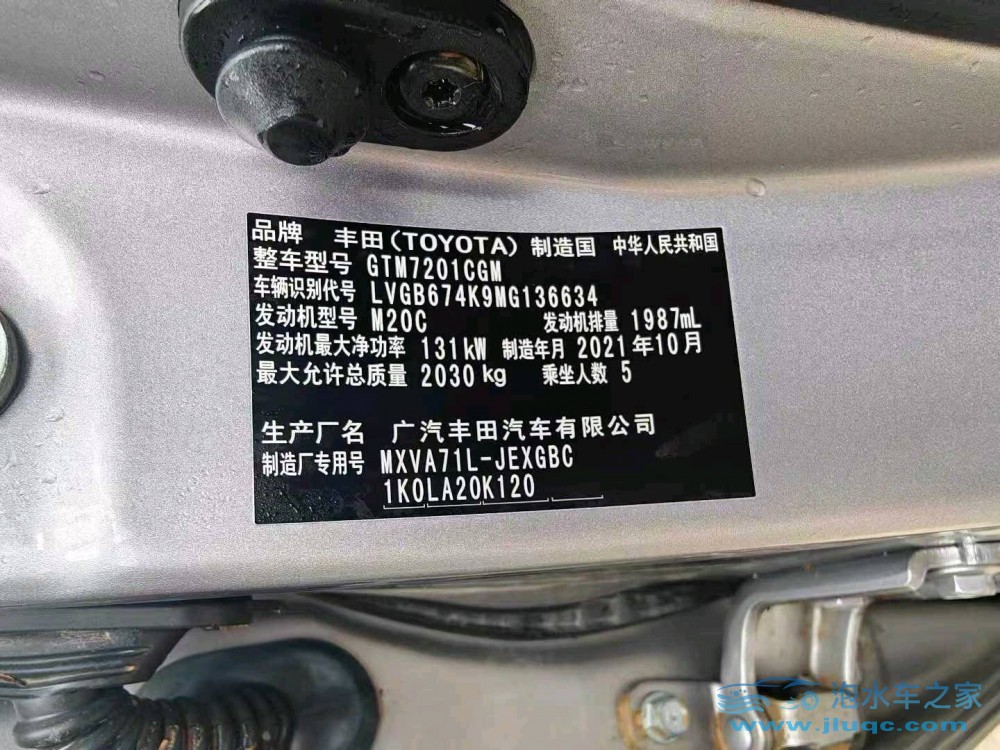 品牌 丰田(TOYOTA) 制造国 中华人民共和国
整车型号 GTM7201CGM
车辆识别代号 LVGB674K9MG136634
发动机型号 M20C 发动机排量 1987mL
发动机最大净功率 131kW 制造年月 2021年10月
最大允许总质量 2030kg 乘坐人数 5
生产厂名 广汽丰田汽车有限公司
制造厂专用号 MXVA71L-JEXGBC
1K0LA20K120
泡水车之家
www.jluqc.com